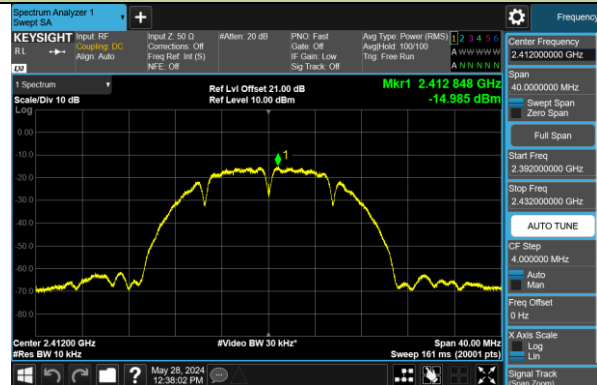 Spectrum Analyzer 1
Swept SA
Frequency
KEYSIGHT
RL
LXI
Input: RF
Coupling: DC
Align: Auto
Input Z: 50 Ω
Corrections: Off
Freq Ref: Int (S)
NFE: Off
#Atten: 20 dB
PNO: Fast
Gate: Off
IF Gain: Low
Sig Track: Off
Avg Type: Power (RMS)
Avg|Hold: 100/100
Trig: Free Run
1 2 3 4 5 6
A W W W W W
A N N N N N
1 Spectrum
Scale/Div 10 dB
Log
Ref Lvl Offset 21.00 dB
Ref Level 10.00 dBm
Mkr1 2.412 848 GHz
-14.985 dBm
0.00
-10.0
-20.0
-30.0
-40.0
-50.0
-60.0
-70.0
-80.0
1
Center 2.41200 GHz
#Res BW 10 kHz
#Video BW 30 kHz*
Span 40.00 MHz
Sweep 161 ms (20001 pts)
Center Frequency
2.412000000 GHz
Span
40.0000000 MHz
Swept Span
Zero Span
Full Span
Start Freq
2.392000000 GHz
Stop Freq
2.432000000 GHz
AUTO TUNE
CF Step
4.000000 MHz
Auto
Man
Freq Offset
0 Hz
X Axis Scale
Log
Lin
Signal Track
(Span Zoom)
May 28, 2024
12:38:02 PM